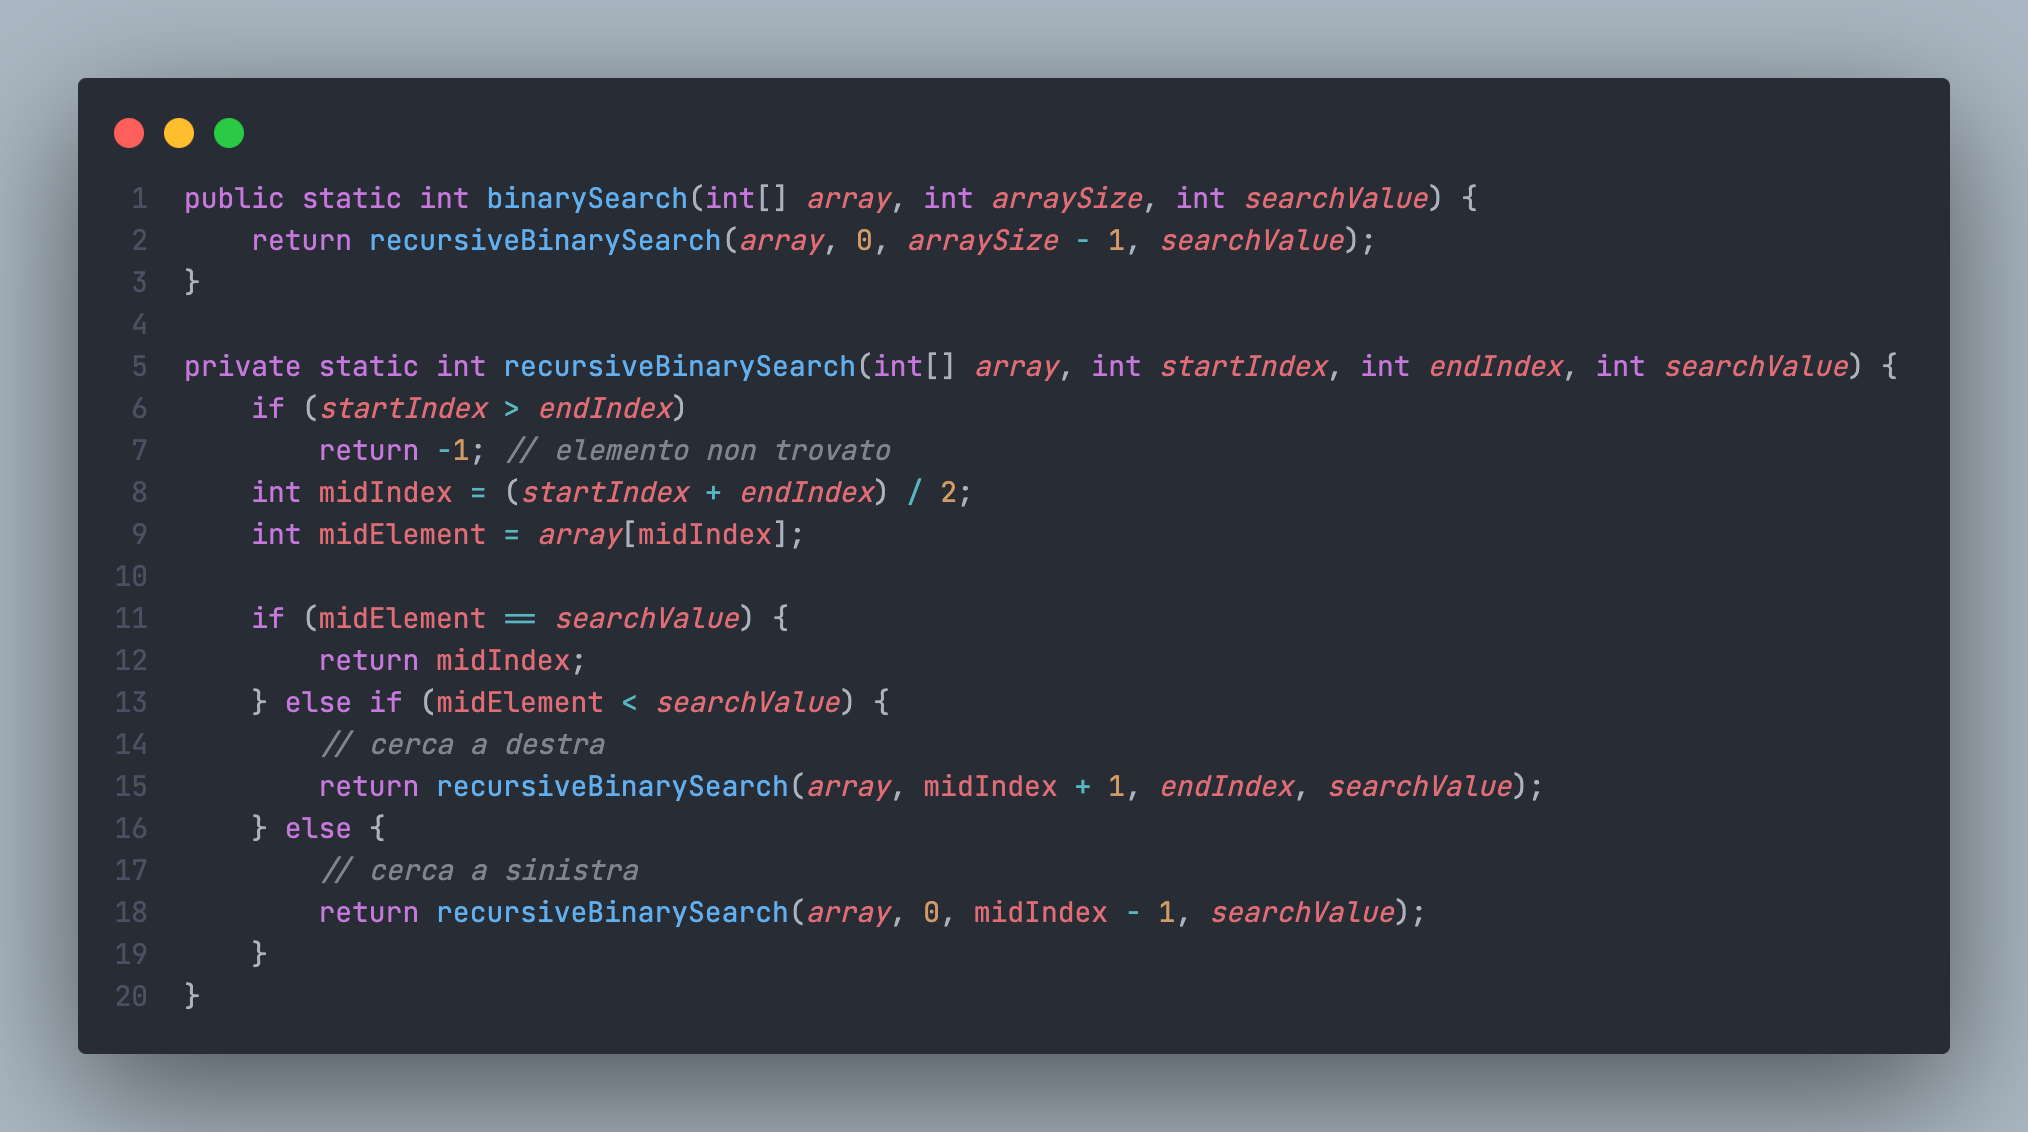 1 public static int binarySearch(int[] array, int arraySize, int searchValue) {
2     return recursiveBinarySearch(array, 0, arraySize - 1, searchValue);
3 }
4
5 private static int recursiveBinarySearch(int[] array, int startIndex, int endIndex, int searchValue) {
6     if (startIndex > endIndex)
7         return -1; // elemento non trovato
8     int midIndex = (startIndex + endIndex) / 2;
9     int midElement = array[midIndex];
10
11     if (midElement == searchValue) {
12         return midIndex;
13     } else if (midElement < searchValue) {
14         // cerca a destra
15         return recursiveBinarySearch(array, midIndex + 1, endIndex, searchValue);
16     } else {
17         // cerca a sinistra
18         return recursiveBinarySearch(array, 0, midIndex - 1, searchValue);
19     }
20 }